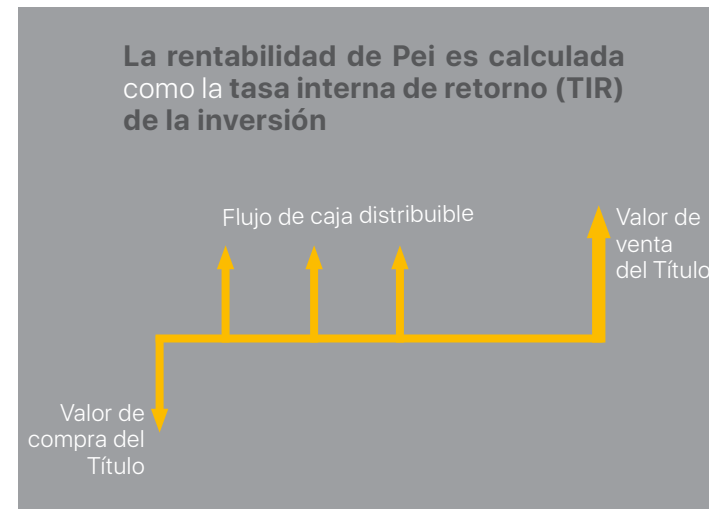 La rentabilidad de Pei es calculada
como la tasa interna de retorno (TIR)
de la inversión
Flujo de caja distribuible
Valor de
venta
del Título
Valor de
compra del
Título